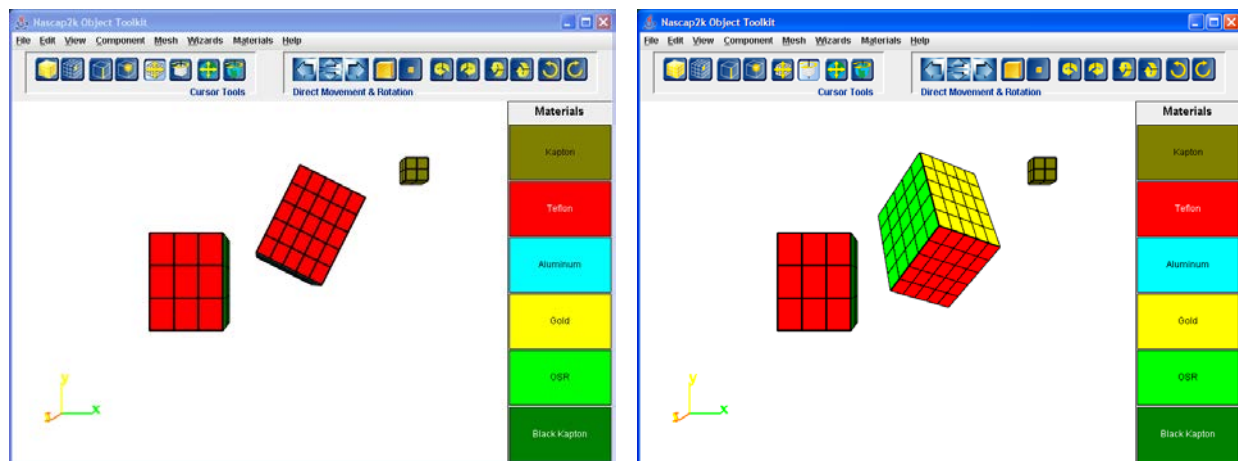 Nascap2k Object Toolkit
File Edit View Component Mesh Wizards Materials Help
Cursor Tools
Direct Movement & Rotation
Materials
Kapton
Teflon
Aluminum
Gold
OSR
Black Kapton
y
x
Nascap2k Object Toolkit
File Edit View Component Mesh Wizards Materials Help
Cursor Tools
Direct Movement & Rotation
Materials
Kapton
Teflon
Aluminum
Gold
OSR
Black Kapton
y
x